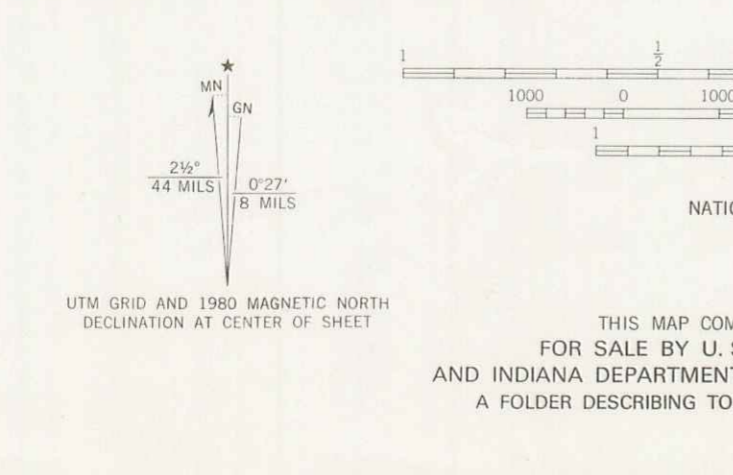 ★
MN
GN
2½°
44 MILS
0°27'
8 MILS
UTM GRID AND 1980 MAGNETIC NORTH
DECLINATION AT CENTER OF SHEET
1 ½
1000 0 1000
1
NATIO
THIS MAP COM
FOR SALE BY U. S
AND INDIANA DEPARTMENT
A FOLDER DESCRIBING TO